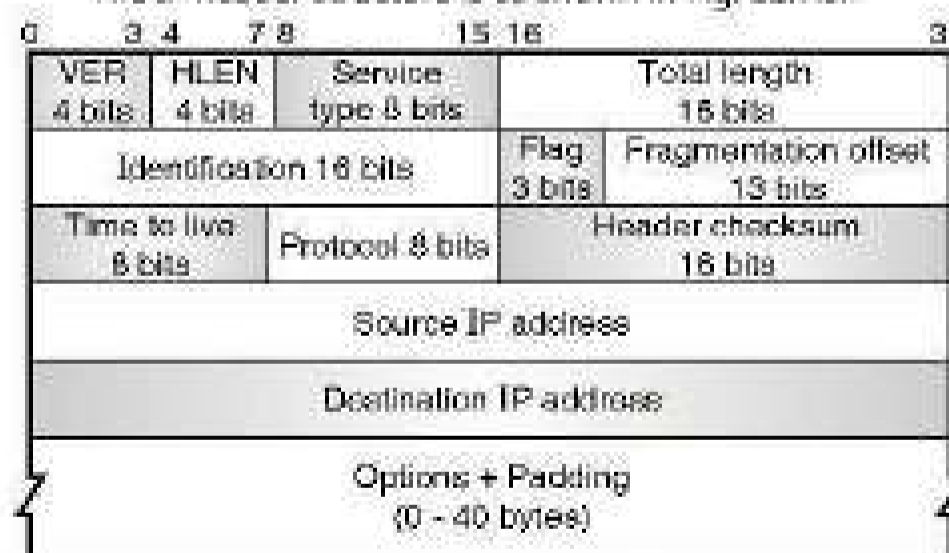 0 3 4 7 8 15 16 3
VER HLEN Service Total length
4 bits 4 bits type 8 bits 16 bits
Identification 16 bits Flag Fragmentation offset
3 bits 13 bits
Time to live Protocol 8 bits Header checksum
8 bits 16 bits
Source IP address
Destination IP address
Options + Padding
(0 - 40 bytes)